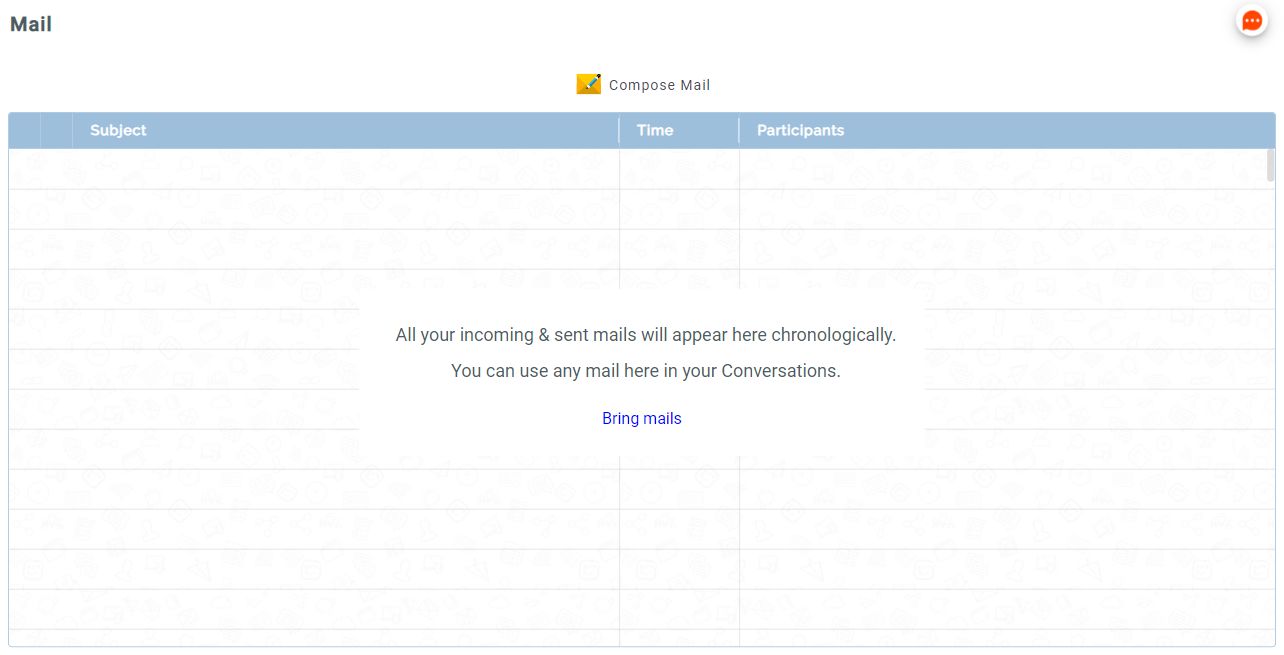 Mail
Compose Mail
Subject Time Participants
All your incoming & sent mails will appear here chronologically.
You can use any mail here in your Conversations.
Bring mails